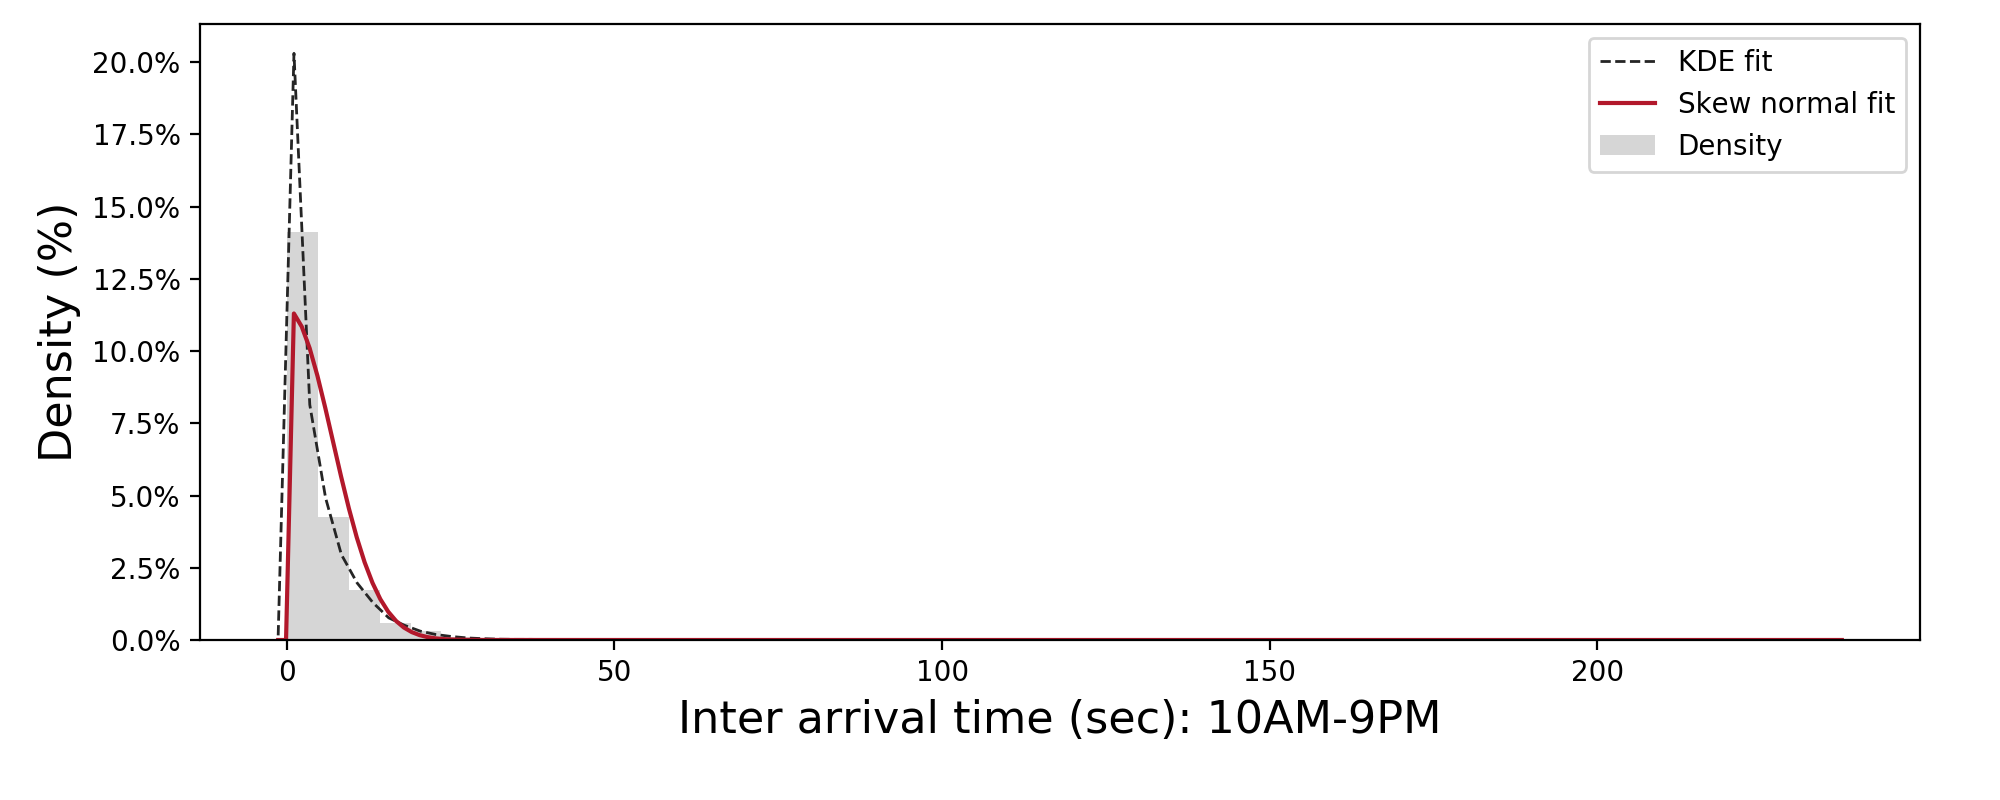 KDE fit
Skew normal fit
Density
20.0%
17.5%
15.0%
12.5%
10.0%
7.5%
5.0%
2.5%
0.0%
Density (%)
0 50 100 150 200
Inter arrival time (sec): 10AM-9PM